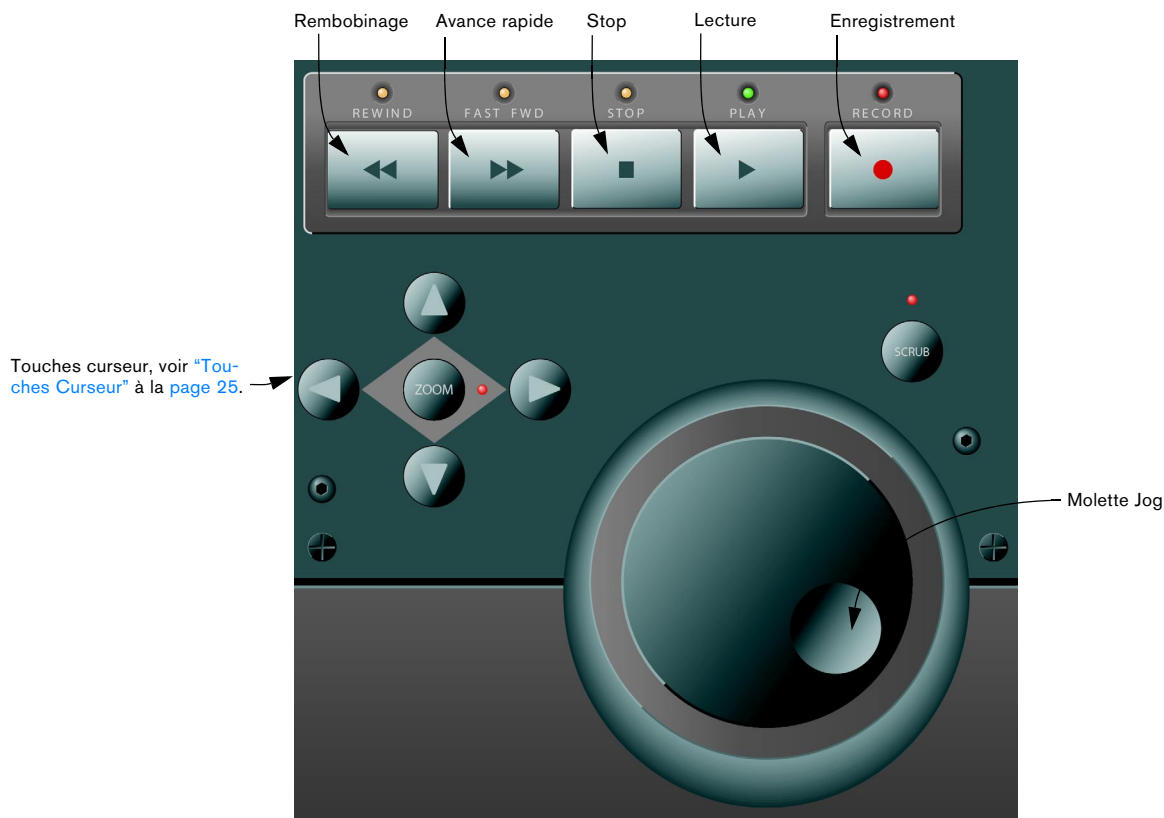 Rembobinage
Avance rapide
Stop
Lecture
Enregistrement
REWIND
FAST FWD
STOP
PLAY
RECORD
SCRUB
Touches curseur, voir “Tou-
ches Curseur” à la page 25.
ZOOM
Molette Jog